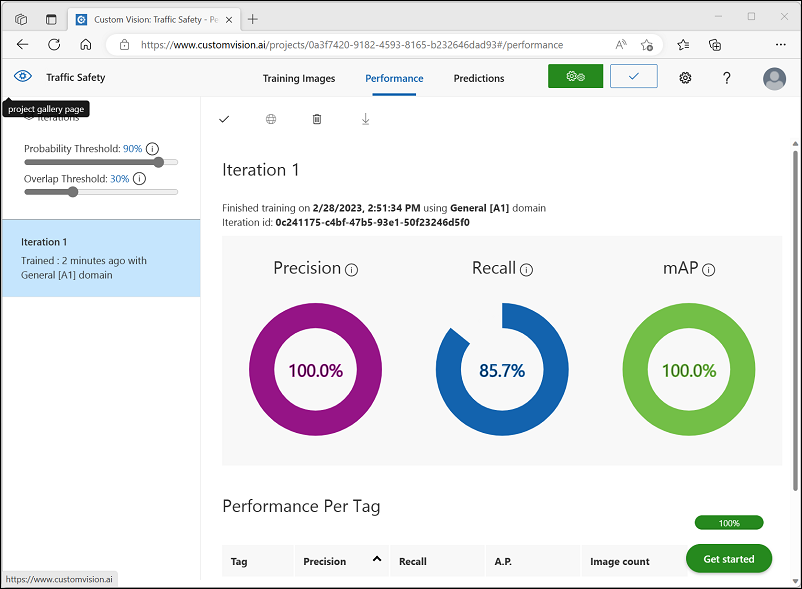 Custom Vision: Traffic Safety - Pe
https://www.customvision.ai/projects/0a3f7420-9182-4593-8165-b232646dad93#/performance
Traffic Safety
Training Images
Performance
Predictions
?
project gallery page
Iterations
Probability Threshold: 90%
Overlap Threshold: 30%
Iteration 1
Trained : 2 minutes ago with
General [A1] domain
Iteration 1
Finished training on 2/28/2023, 2:51:34 PM using General [A1] domain
Iteration id: 0c241175-c4bf-47b5-93e1-50f23246d5f0
Precision
Recall
mAP
100.0%
85.7%
100.0%
Performance Per Tag
100%
Tag
Precision
Recall
A.P.
Image count
Get started
https://www.customvision.ai